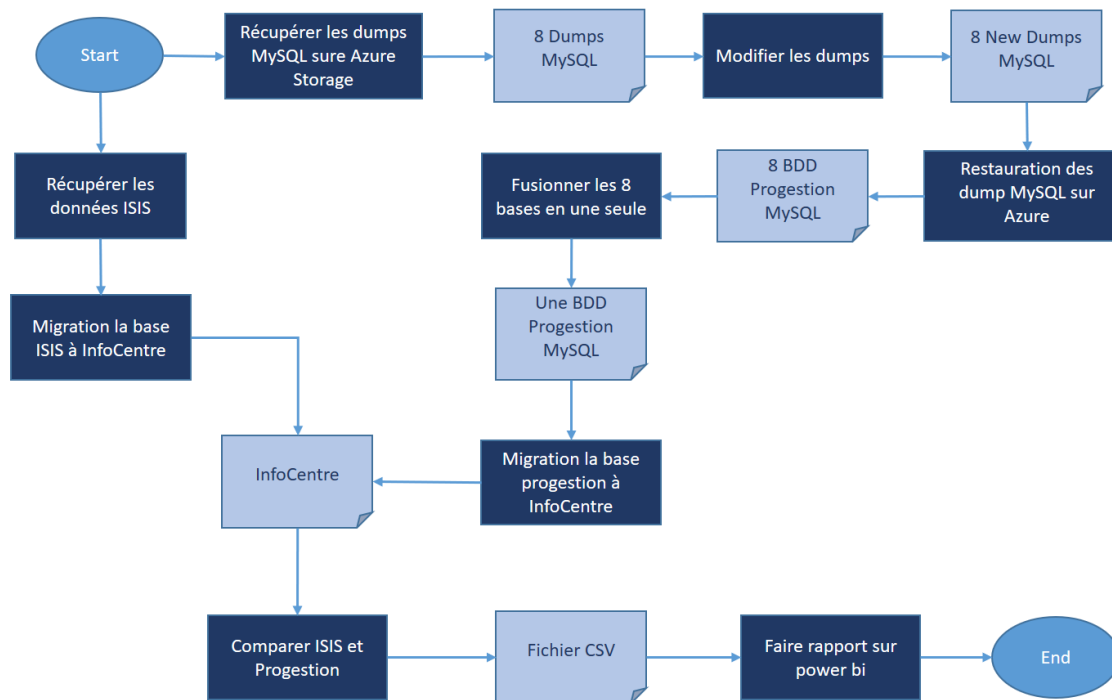 Start
Récupérer les dumps
MySQL sure Azure
Storage
8 Dumps
MySQL
Modifier les dumps
8 New Dumps
MySQL
Récupérer les
données ISIS
Fusionner les 8
bases en une seule
8 BDD
Progestion
MySQL
Restauration des
dump MySQL sur
Azure
Migration la base
ISIS à InfoCentre
Une BDD
Progestion
MySQL
InfoCentre
Migration la base
progestion à
InfoCentre
Comparer ISIS et
Progestion
Fichier CSV
Faire rapport sur
power bi
End